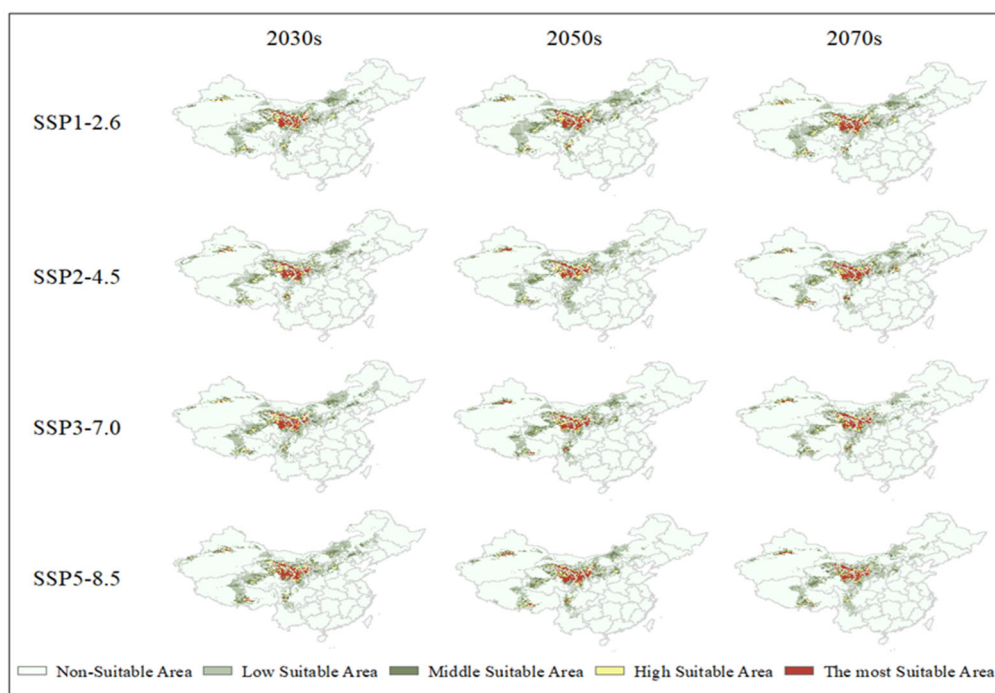 2030s 2050s 2070s
SSP1-2.6
SSP2-4.5
SSP3-7.0
SSP5-8.5
Non-Suitable Area Low Suitable Area Middle Suitable Area High Suitable Area The most Suitable Area